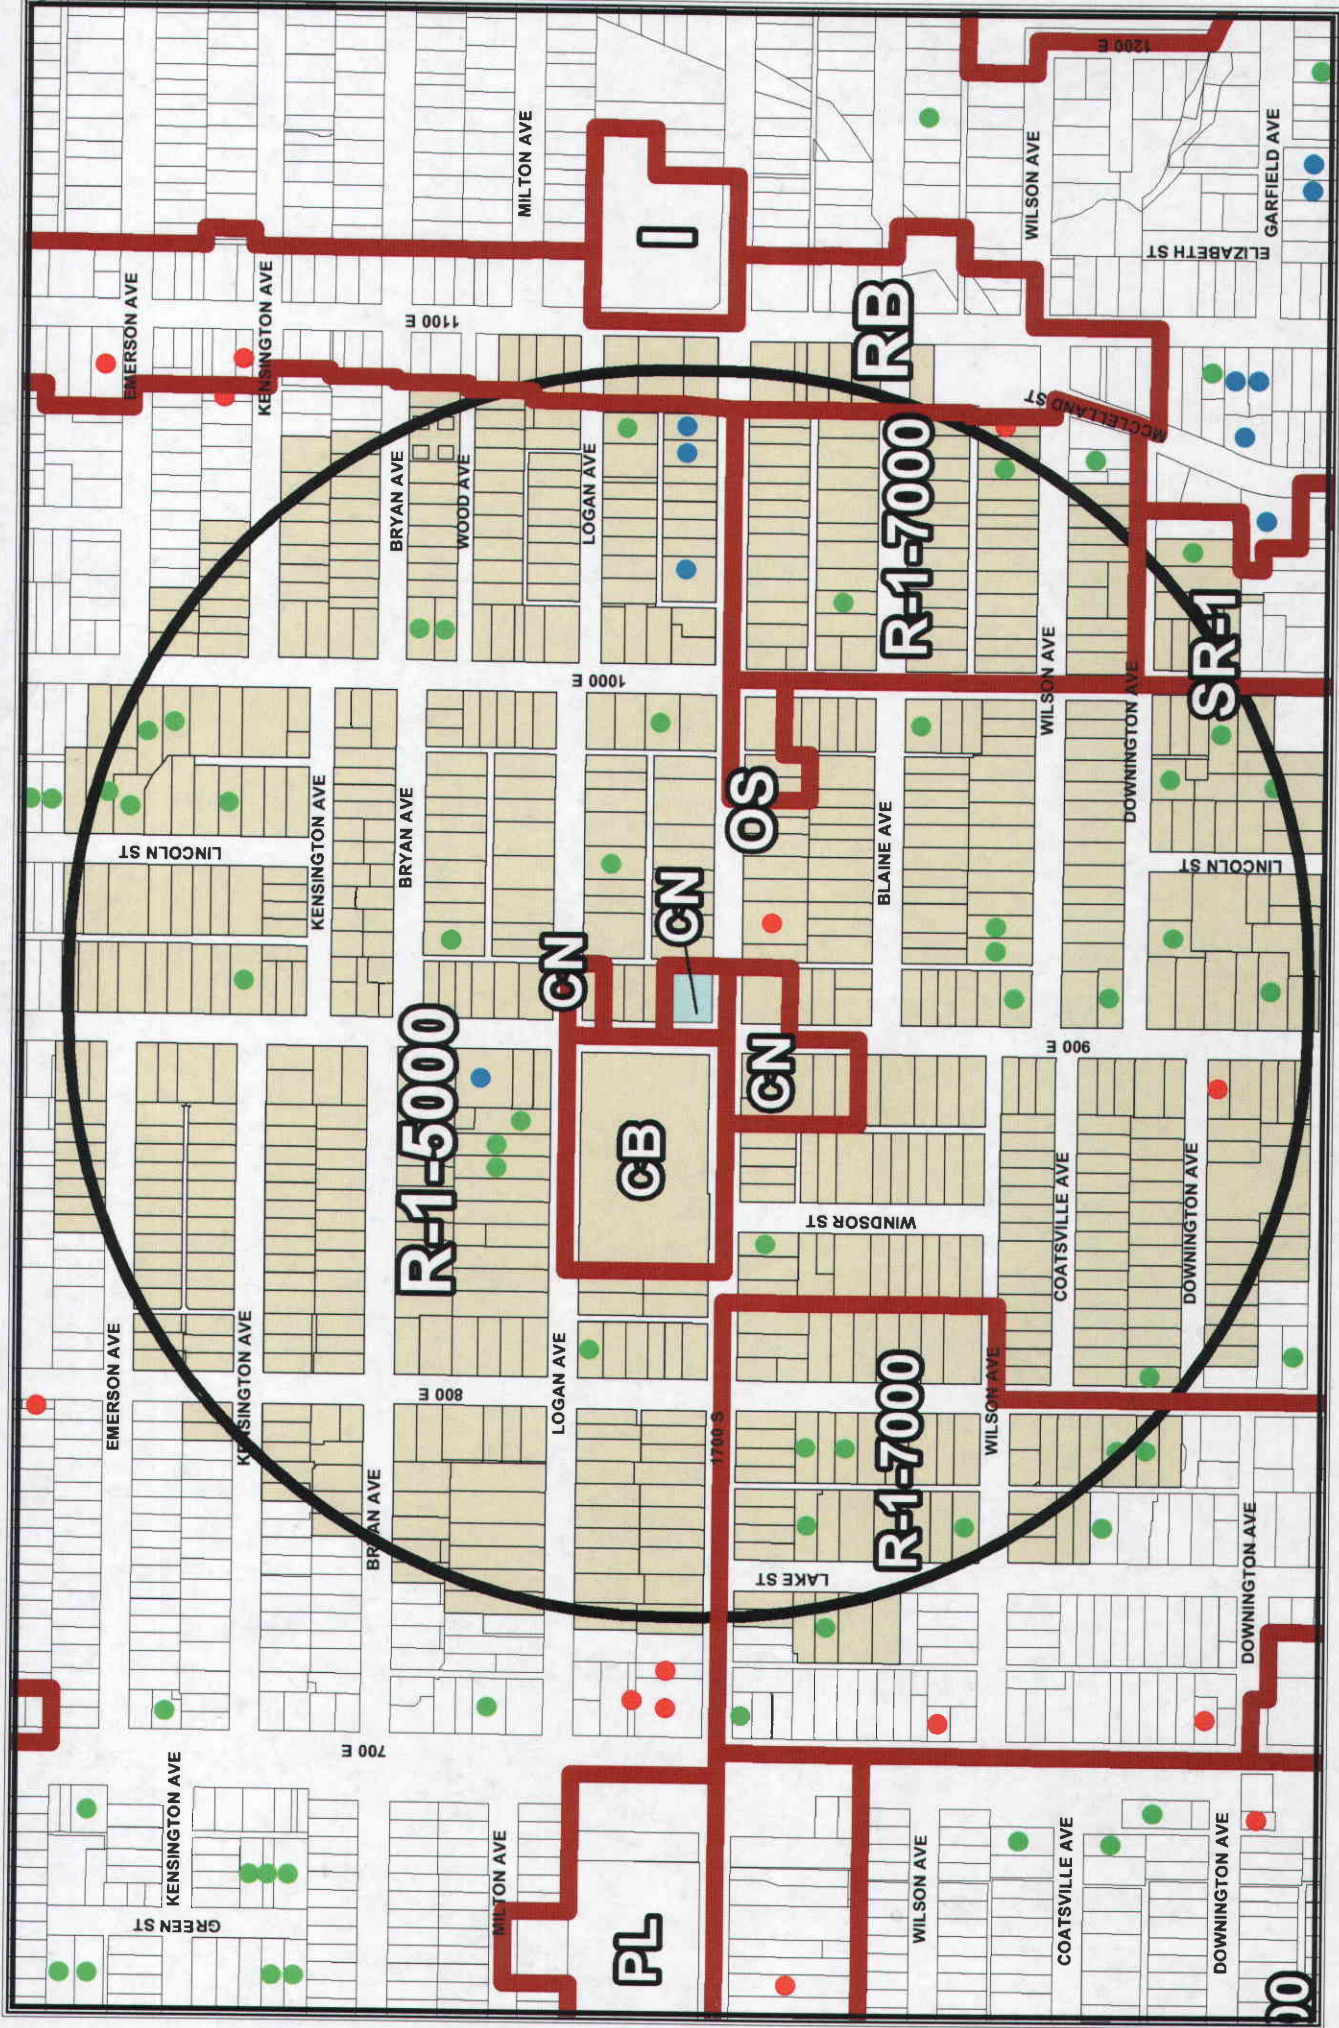 1200 E
MILTON AVE
WILSON AVE
GARFIELD AVE
ELIZABETH ST
I
EMERSON AVE
KENSINGTON AVE
1100 E
RB
MCCLELLAND ST
BRYAN AVE
WOOD AVE
LOGAN AVE
R-1-7000
WILSON AVE
1000 E
DOWNINGTON AVE
SR-1
LINCOLN ST
KENSINGTON AVE
BRYAN AVE
OS
BLAINE AVE
LINCOLN ST
CN
CN
R-1-5000
CN
900 E
CB
WINDSOR ST
COATSVILLE AVE
DOWNINGTON AVE
EMERSON AVE
KENSINGTON AVE
800 E
LOGAN AVE
1700 S
R-1-7000
WILSON AVE
BRYAN AVE
LAKE ST
DOWNINGTON AVE
700 E
KENSINGTON AVE
GREEN ST
MILTON AVE
PL
WILSON AVE
COATSVILLE AVE
DOWNINGTON AVE
00